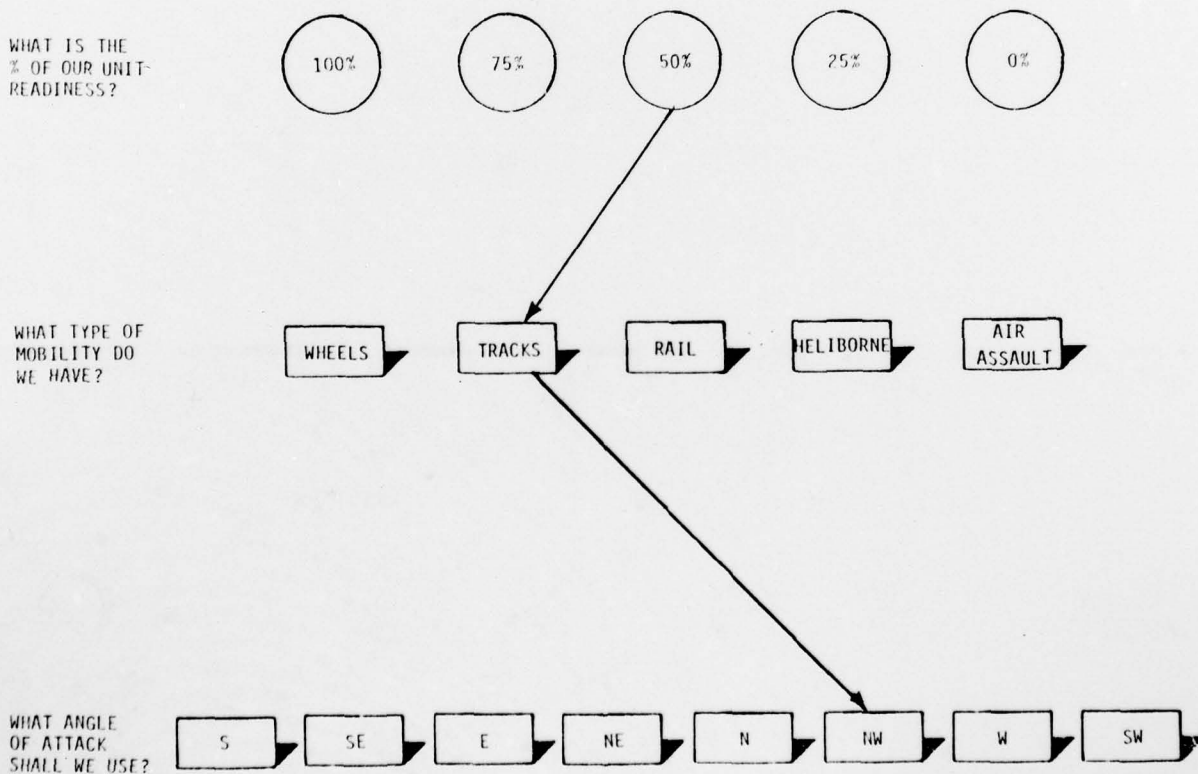 WHAT IS THE
% OF OUR UNIT-
READINESS?
100%
75%
50%
25%
0%
WHAT TYPE OF
MOBILITY DO
WE HAVE?
WHEELS
TRACKS
RAIL
HELIBORNE
AIR
ASSAULT
WHAT ANGLE
OF ATTACK
SHALL WE USE?
S
SE
E
NE
N
NW
W
SW